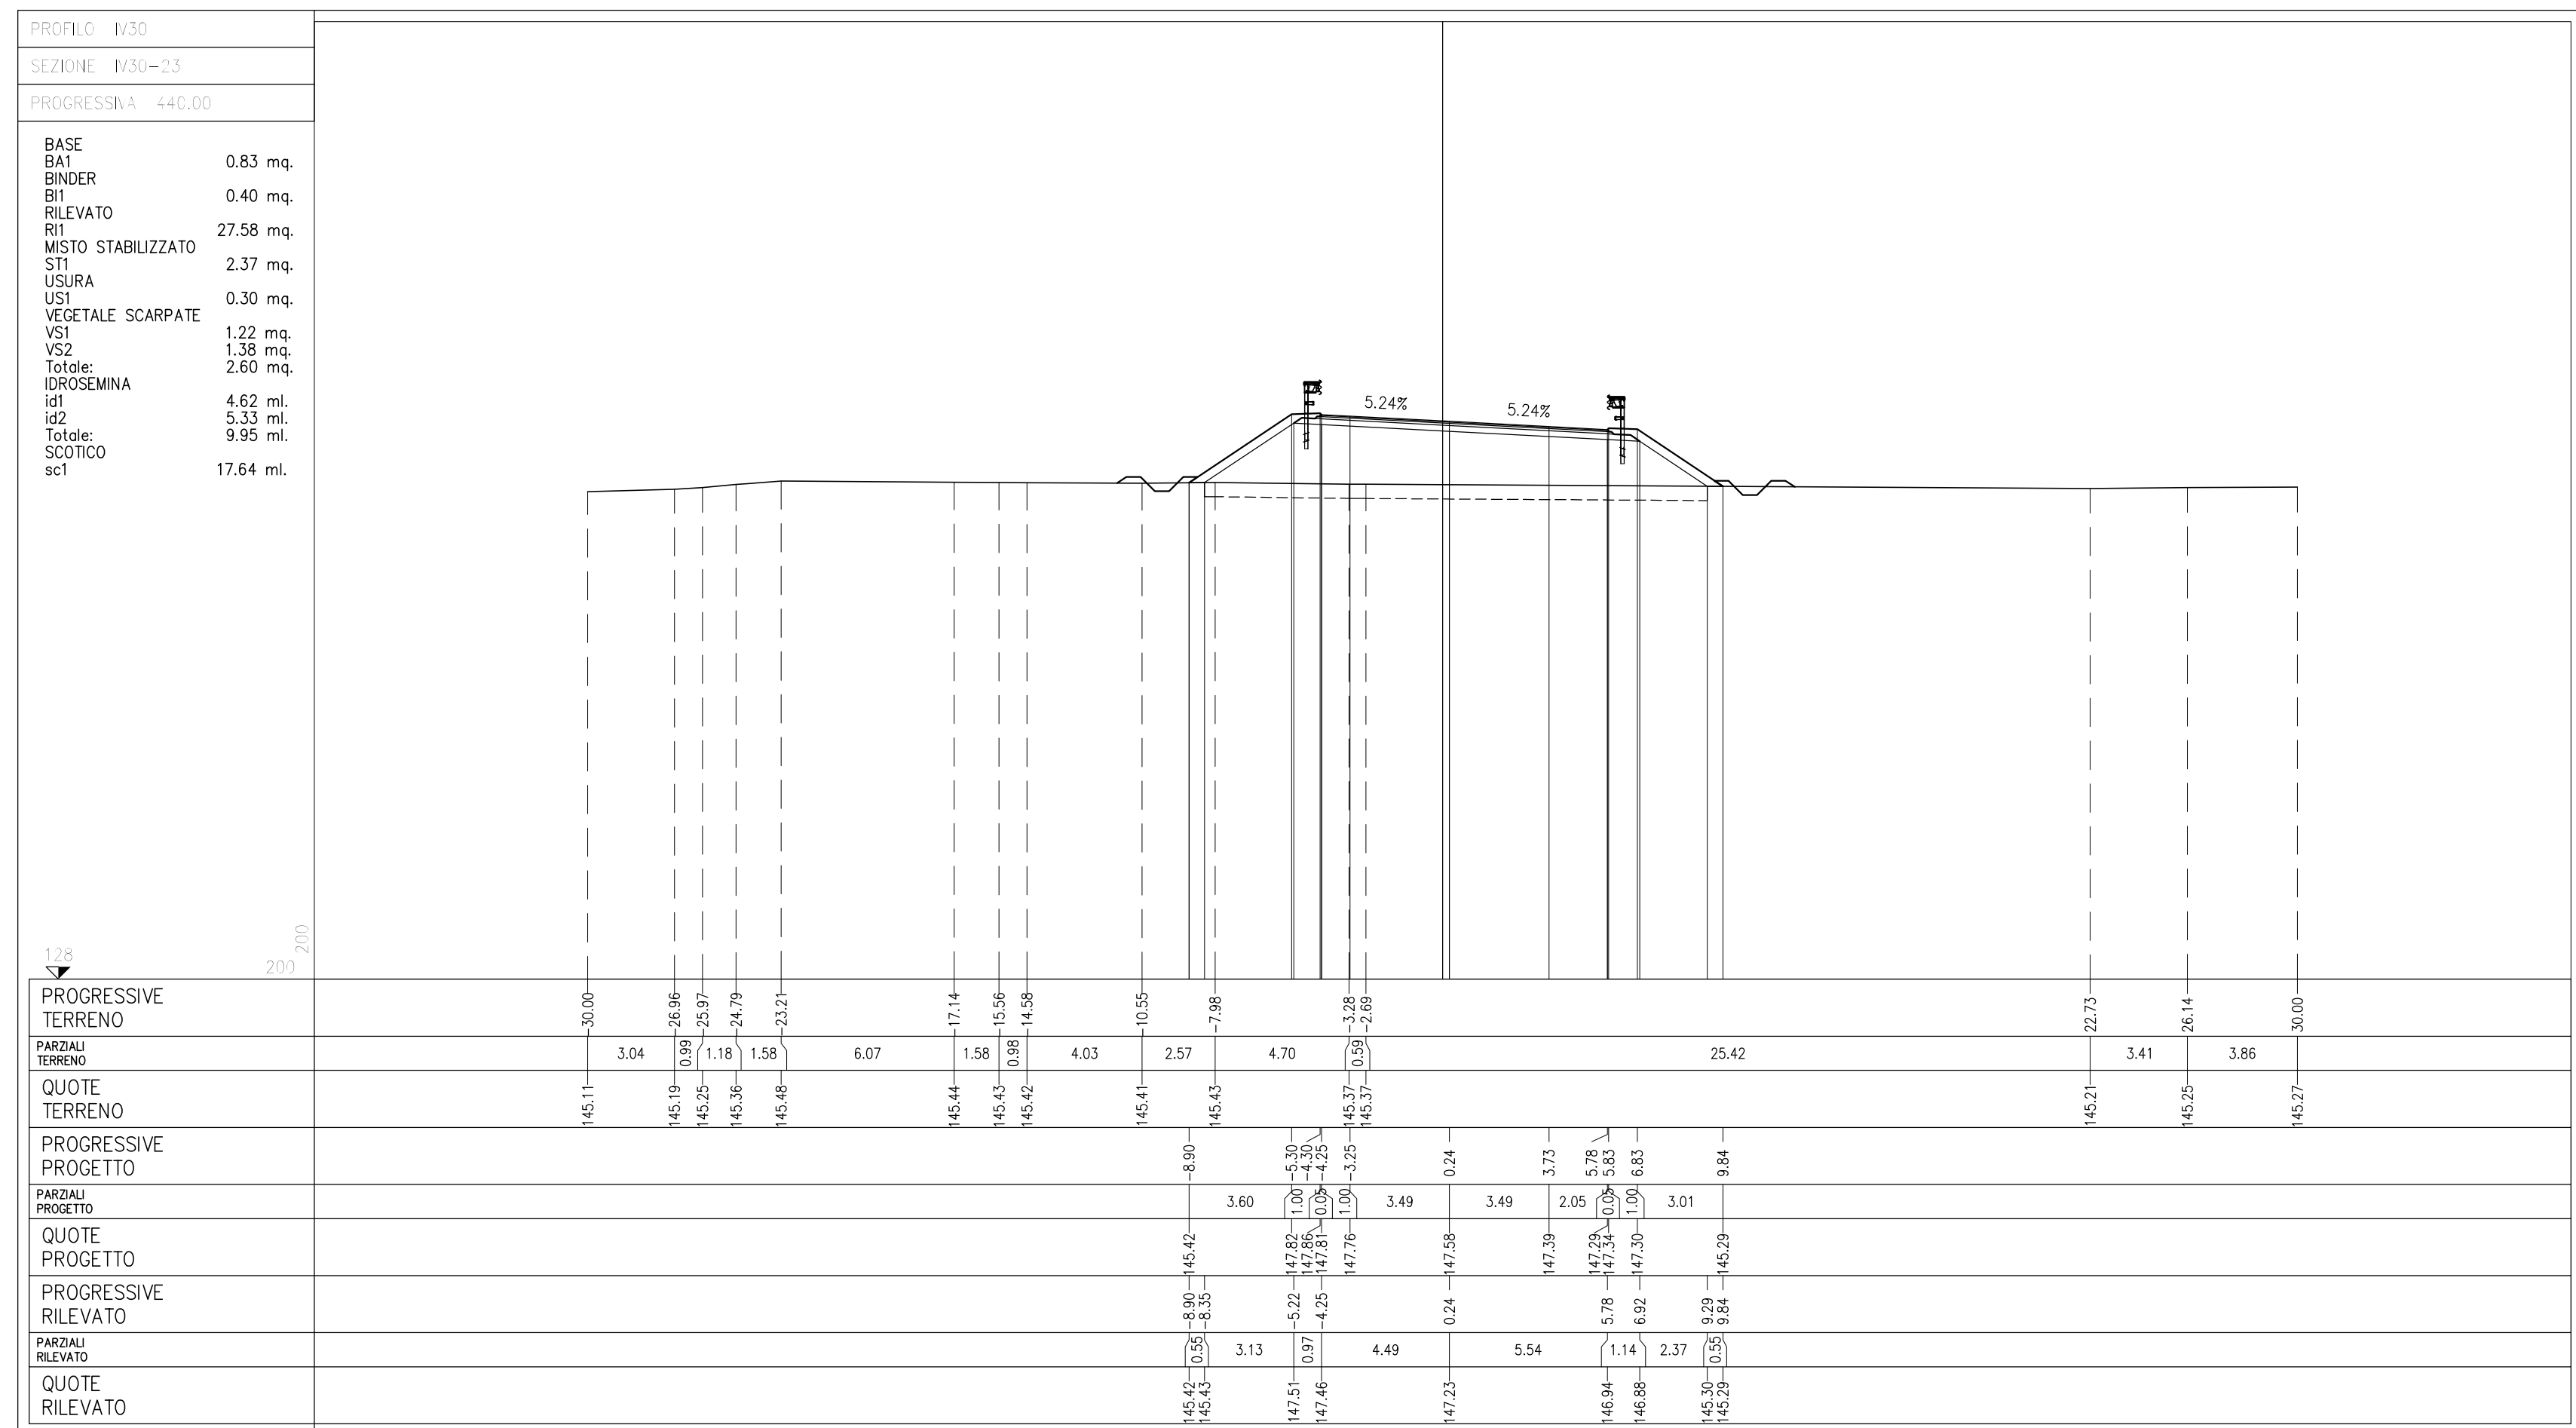 PROFILO IV30
SEZIONE IV30-23
PROGRESSIVA 440.00
BASE
BA1 0.83 mq.
BINDER
BI1 0.40 mq.
RILEVATO
RI1 27.58 mq.
MISTO STABILIZZATO
ST1 2.37 mq.
USURA
US1 0.30 mq.
VEGETALE SCARPATE
VS1 1.22 mq.
VS2 1.38 mq.
Totale: 2.60 mq.
IDROSEMINA
id1 4.62 ml.
id2 5.33 ml.
Totale: 9.95 ml.
SCOTICO
sc1 17.64 ml.
5.24% 5.24%
128 200 200
PROGRESSIVE
TERRENO
-30.00 -26.96 -25.97 -24.79 -23.21 -17.14 -15.56 -14.58 -10.55 -7.98 -3.28 -2.69 22.73 26.14 30.00
PARZIALI
TERRENO
3.04 0.99 1.18 1.58 6.07 1.58 0.98 4.03 2.57 4.70 0.59 25.42 3.41 3.86
QUOTE
TERRENO
145.11 145.19 145.25 145.36 145.48 145.44 145.43 145.42 145.41 145.43 145.37 145.37 145.21 145.25 145.27
PROGRESSIVE
PROGETTO
-8.90 -5.30 -4.30 -4.25 -3.25 0.24 3.73 5.78 5.83 6.83 9.84
PARZIALI
PROGETTO
3.60 1.00 0.05 1.00 3.49 3.49 2.05 0.05 1.00 3.01
QUOTE
PROGETTO
145.42 147.82 147.86 147.81 147.76 147.58 147.39 147.29 147.34 147.30 145.29
PROGRESSIVE
RILEVATO
-8.90 -8.35 -5.22 -4.25 0.24 5.78 6.92 9.29 9.84
PARZIALI
RILEVATO
0.55 3.13 0.97 4.49 5.54 1.14 2.37 0.55
QUOTE
RILEVATO
145.42 145.43 147.51 147.46 147.23 146.94 146.88 145.30 145.29